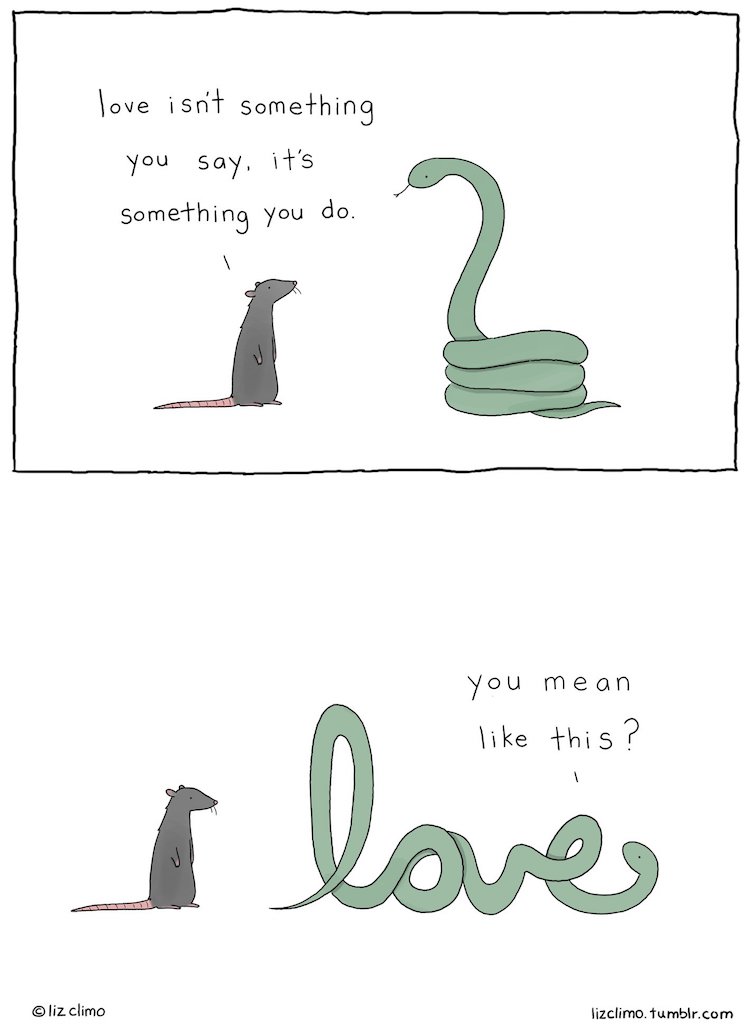 love isn't something
you say, it's
something you do.
you mean
like this?
love
© liz climo
lizclimo.tumblr.com